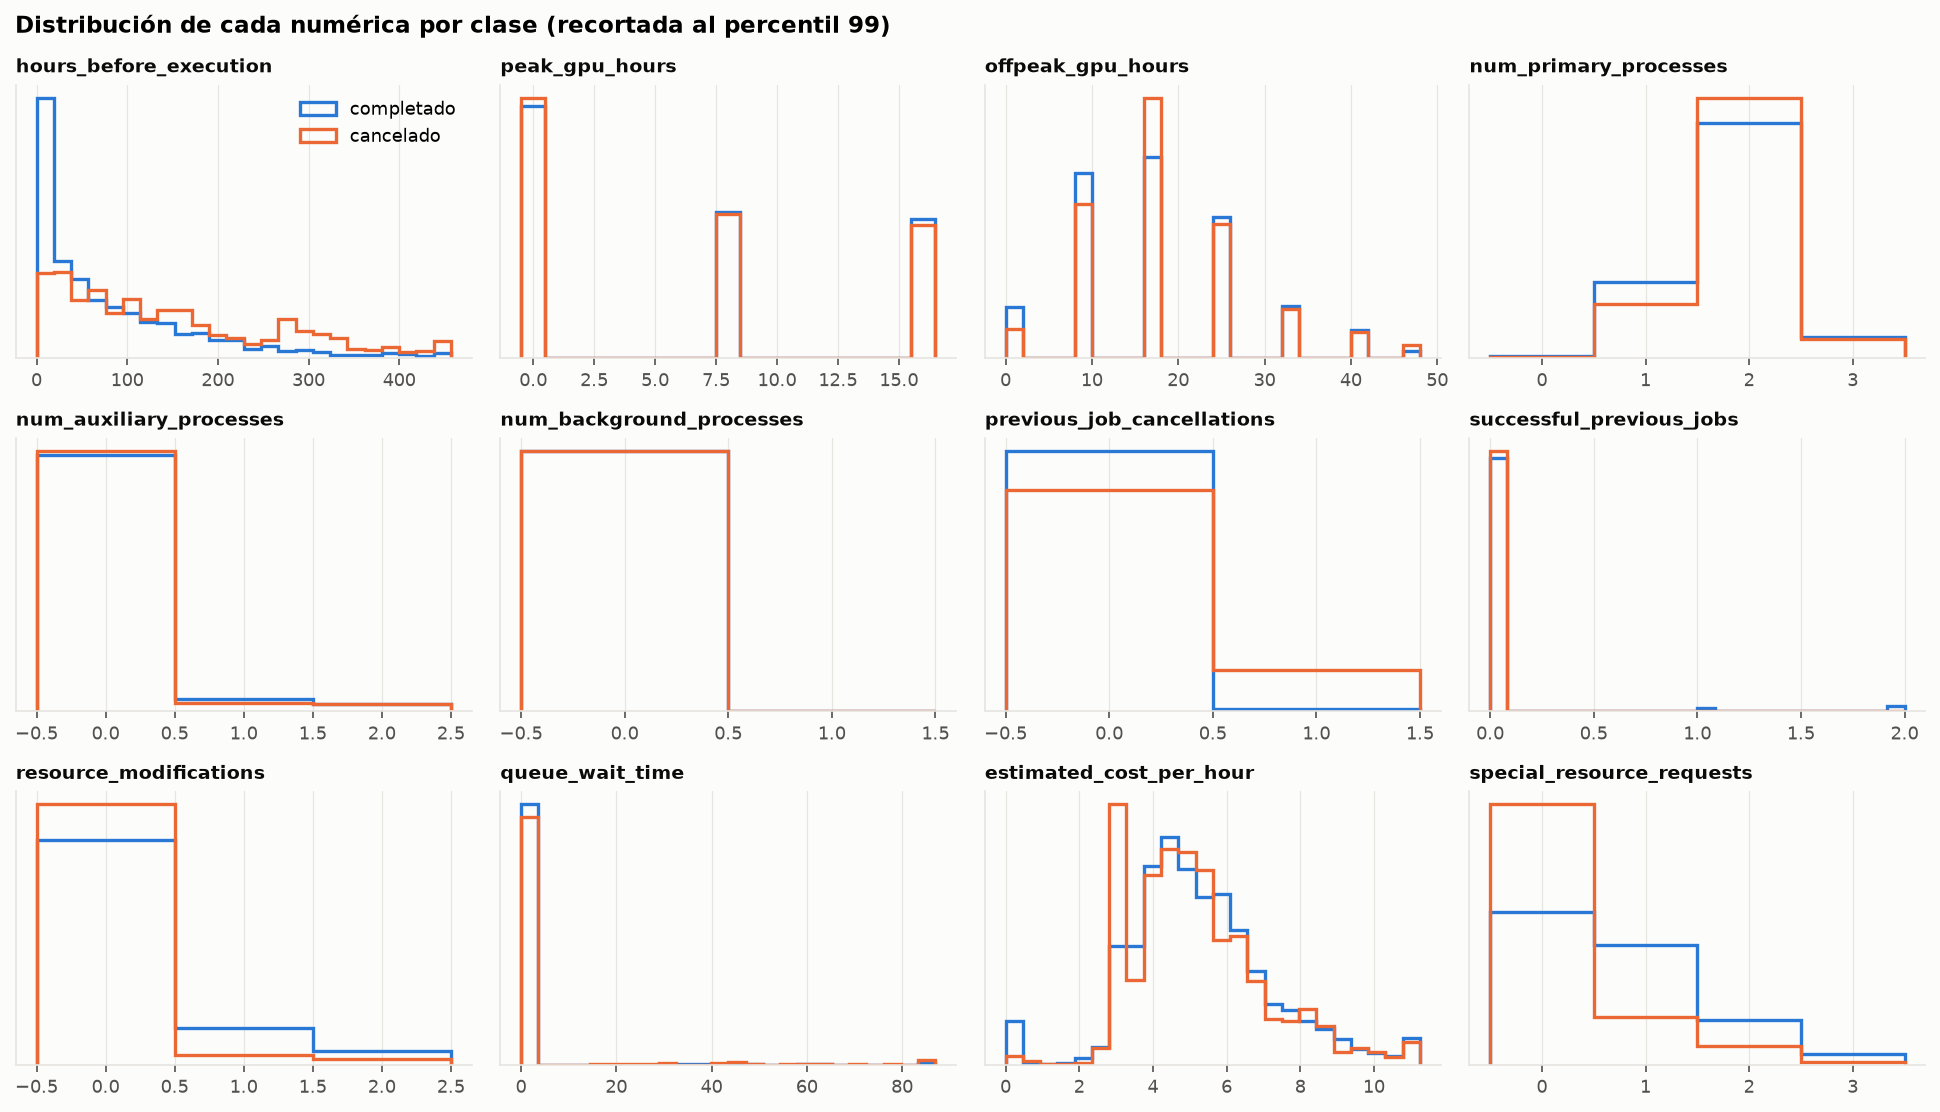 Distribución de cada numérica por clase (recortada al percentil 99)
hours_before_execution
completado
cancelado
0 100 200 300 400
peak_gpu_hours
0.0 2.5 5.0 7.5 10.0 12.5 15.0
offpeak_gpu_hours
0 10 20 30 40 50
num_primary_processes
0 1 2 3
num_auxiliary_processes
−0.5 0.0 0.5 1.0 1.5 2.0 2.5
num_background_processes
−0.5 0.0 0.5 1.0 1.5
previous_job_cancellations
−0.5 0.0 0.5 1.0 1.5
successful_previous_jobs
0.0 0.5 1.0 1.5 2.0
resource_modifications
−0.5 0.0 0.5 1.0 1.5 2.0 2.5
queue_wait_time
0 20 40 60 80
estimated_cost_per_hour
0 2 4 6 8 10
special_resource_requests
0 1 2 3